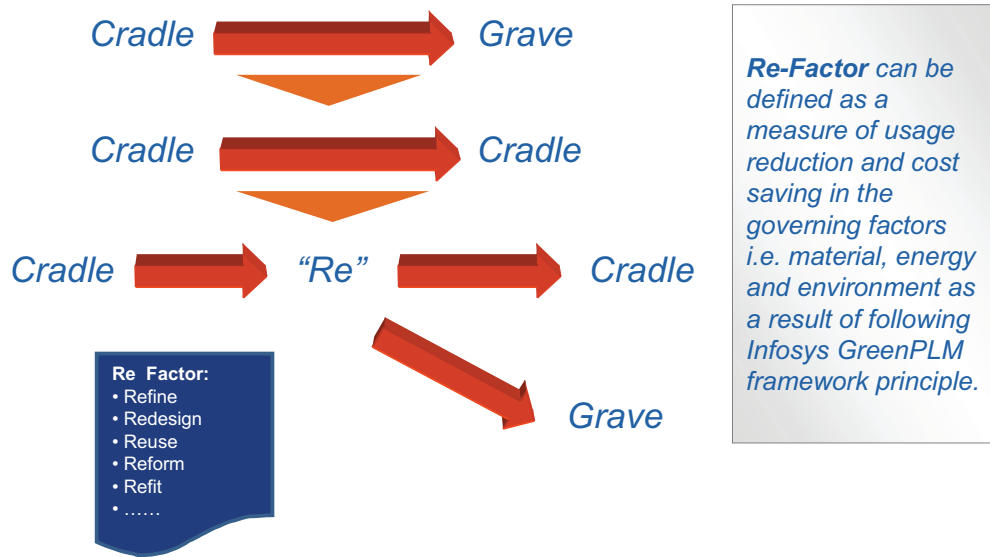 Cradle Grave
Cradle Cradle
Cradle “Re” Cradle
Grave
Re Factor:
• Refine
• Redesign
• Reuse
• Reform
• Refit
• ......
Re-Factor can be
defined as a
measure of usage
reduction and cost
saving in the
governing factors
i.e. material, energy
and environment as
a result of following
Infosys GreenPLM
framework principle.